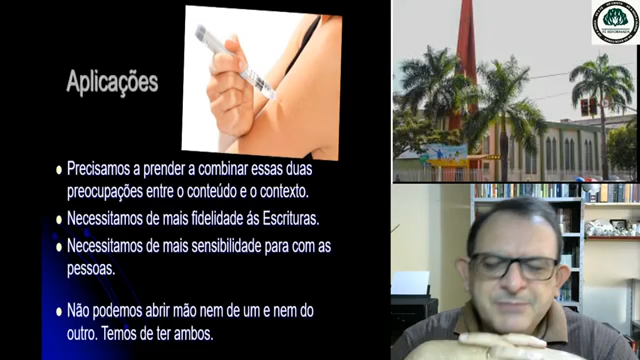 Aplicações
Precisamos a prender a combinar essas duas
preocupações entre o conteúdo e o contexto.
Necessitamos de mais fidelidade ás Escrituras.
Necessitamos de mais sensibilidade para com as
pessoas.
Não podemos abrir mão nem de um e nem do
outro. Temos de ter ambos.